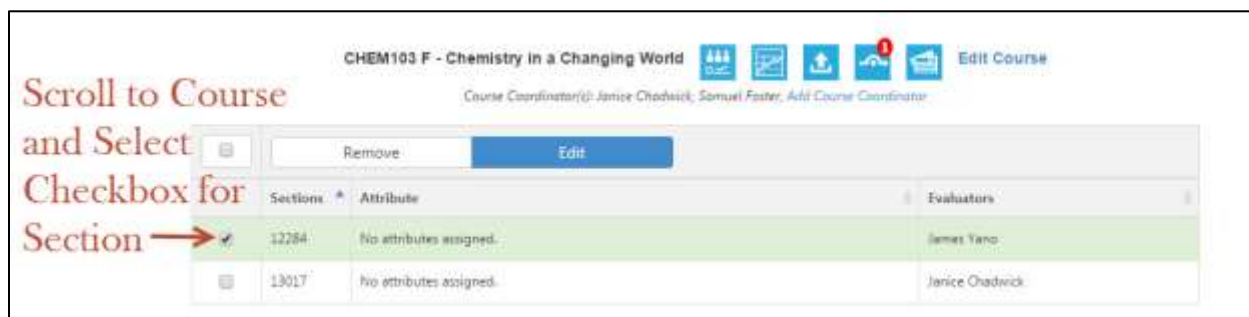 CHEM103 F - Chemistry in a Changing World
1
Edit Course
Course Coordinator(s): Janice Chadwick, Samuel Foster, Add Course Coordinator
Scroll to Course
and Select
Checkbox for
Section
Remove
Edit
Sections
Attribute
Evaluators
12284
No attributes assigned.
James Yano
13017
No attributes assigned.
Janice Chadwick